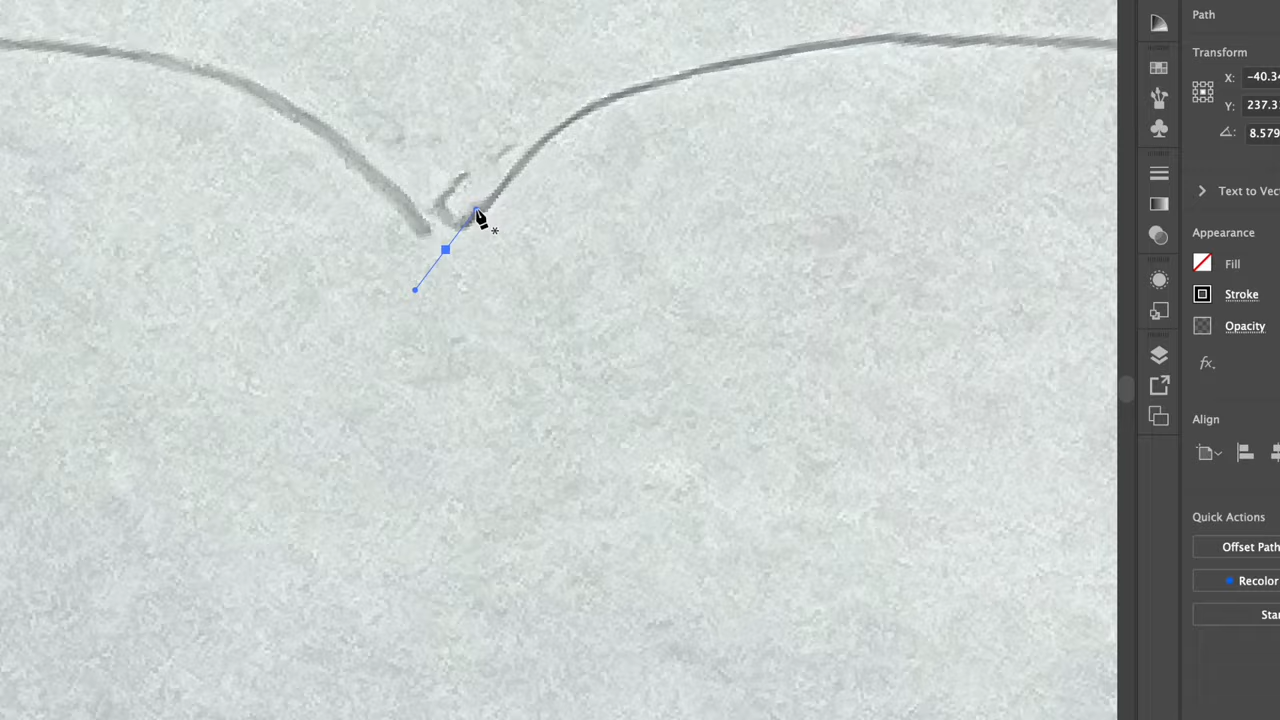 Path
Transform
X: -40.34
Y: 237.3
8.579
Text to Vec
Appearance
Fill
Stroke
Opacity
fx.
Align
Quick Actions
Offset Path
Recolor
Star